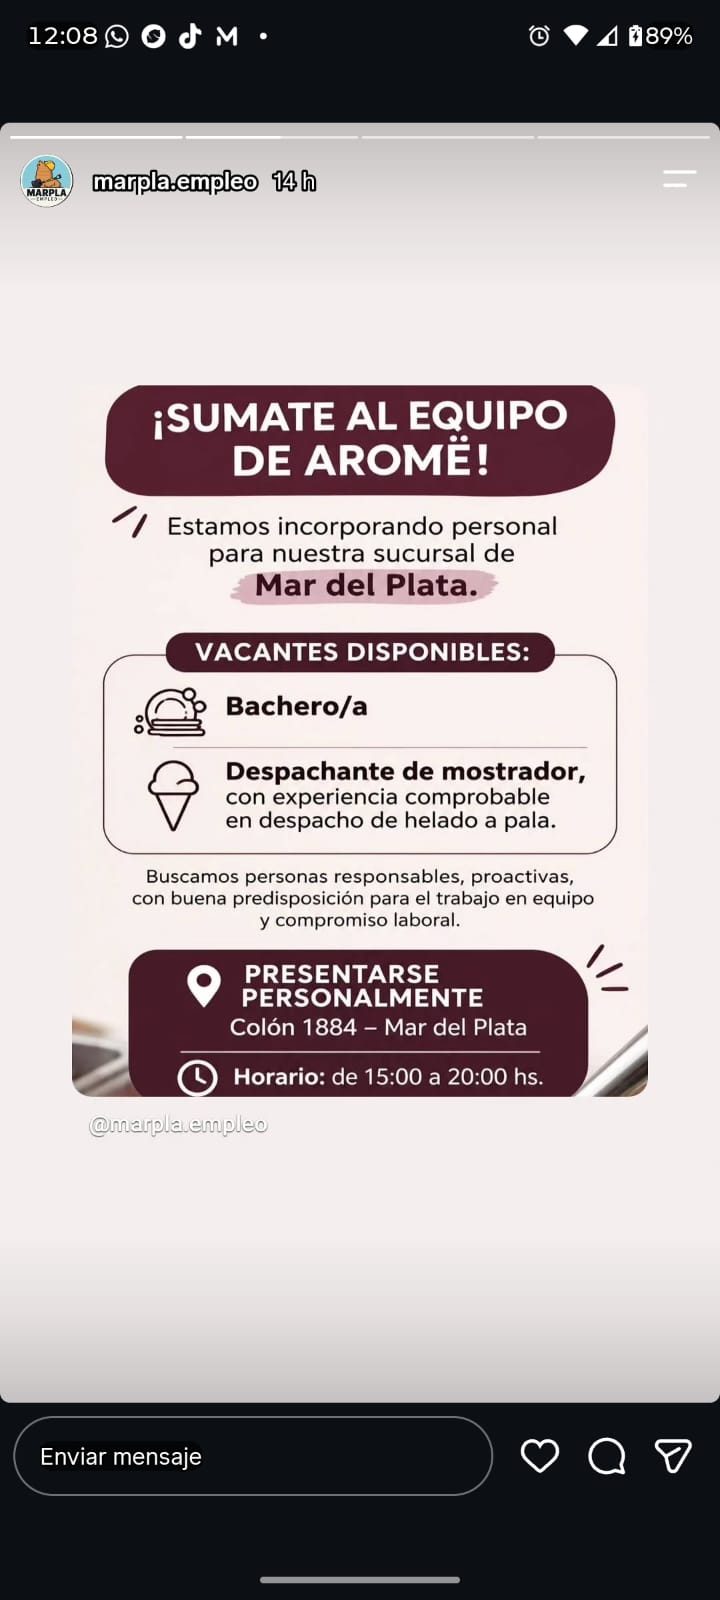 12:08
89%
marpla.empleo 14 h
MARPLA
EMPLEO
¡SUMATE AL EQUIPO
DE AROMË!
Estamos incorporando personal
para nuestra sucursal de
Mar del Plata.
VACANTES DISPONIBLES:
Bachero/a
Despachante de mostrador,
con experiencia comprobable
en despacho de helado a pala.
Buscamos personas responsables, proactivas,
con buena predisposición para el trabajo en equipo
y compromiso laboral.
PRESENTARSE
PERSONALMENTE
Colón 1884 – Mar del Plata
Horario: de 15:00 a 20:00 hs.
@marpla.empleo
Enviar mensaje